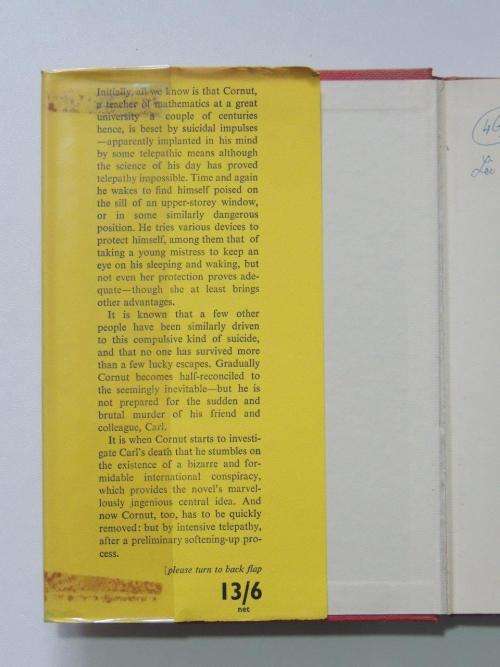 Initially, all we know is that Cornut,
a teacher of mathematics at a great
university a couple of centuries
hence, is beset by suicidal impulses
—apparently implanted in his mind
by some telepathic means although
the science of his day has proved
telepathy impossible. Time and again
he wakes to find himself poised on
the sill of an upper-storey window,
or in some similarly dangerous
position. He tries various devices to
protect himself, among them that of
taking a young mistress to keep an
eye on his sleeping and waking, but
not even her protection proves ade-
quate—though she at least brings
other advantages.
It is known that a few other
people have been similarly driven
to this compulsive kind of suicide,
and that no one has survived more
than a few lucky escapes. Gradually
Cornut becomes half-reconciled to
the seemingly inevitable—but he is
not prepared for the sudden and
brutal murder of his friend and
colleague, Carl.
It is when Cornut starts to investi-
gate Carl's death that he stumbles on
the existence of a bizarre and for-
midable international conspiracy,
which provides the novel's marvel-
lously ingenious central idea. And
now Cornut, too, has to be quickly
removed: but by intensive telepathy,
after a preliminary softening-up pro-
cess.
[please turn to back flap
13/6
net